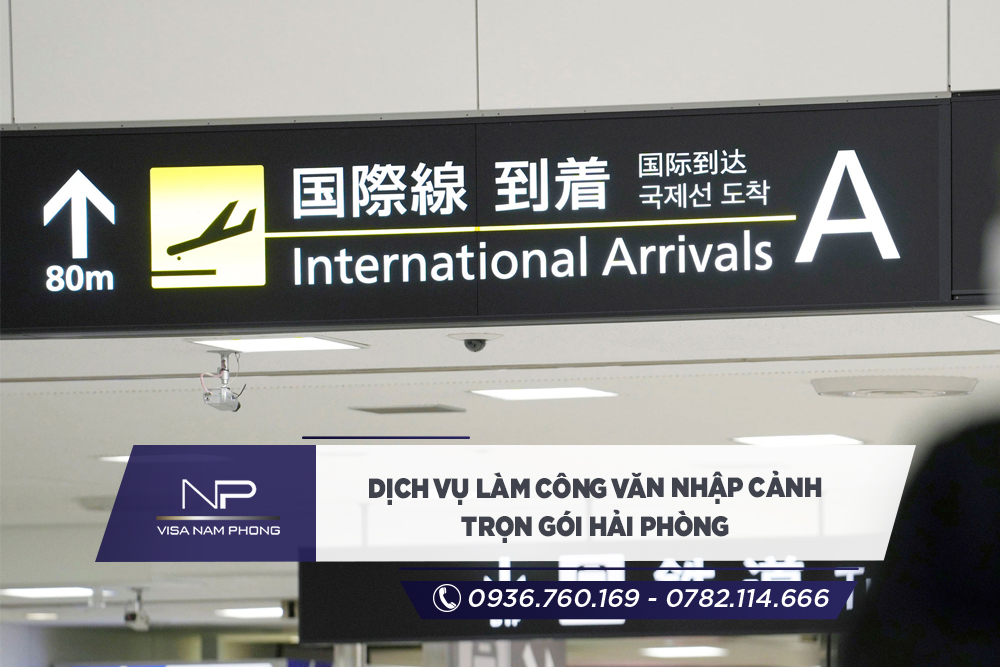 80m
国際線 到着
国际到达
국제선 도착
International Arrivals
A
NP
VISA NAM PHONG
DỊCH VỤ LÀM CÔNG VĂN NHẬP CẢNH
TRỌN GÓI HẢI PHÒNG
鉄道
0936.760.169 - 0782.114.666